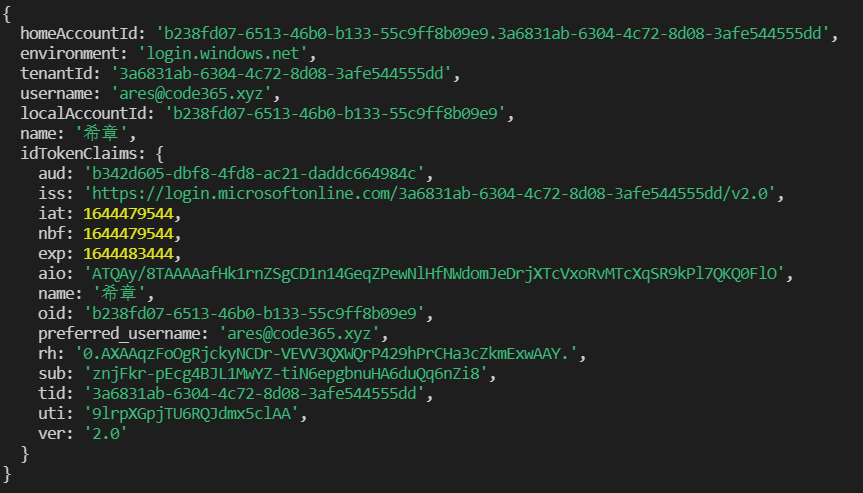 {
  homeAccountId: 'b238fd07-6513-46b0-b133-55c9ff8b09e9.3a6831ab-6304-4c72-8d08-3afe544555dd',
  environment: 'login.windows.net',
  tenantId: '3a6831ab-6304-4c72-8d08-3afe544555dd',
  username: 'ares@code365.xyz',
  localAccountId: 'b238fd07-6513-46b0-b133-55c9ff8b09e9',
  name: '希章',
  idTokenClaims: {
    aud: 'b342d605-dbf8-4fd8-ac21-daddc664984c',
    iss: 'https://login.microsoftonline.com/3a6831ab-6304-4c72-8d08-3afe544555dd/v2.0',
    iat: 1644479544,
    nbf: 1644479544,
    exp: 1644483444,
    aio: 'ATQAy/8TAAAAafHk1rnZSgCD1n14GeqZPewNlHfNWdomJeDrjXTcVxoRvMTcXqSR9kPl7QKQ0FlO',
    name: '希章',
    oid: 'b238fd07-6513-46b0-b133-55c9ff8b09e9',
    preferred_username: 'ares@code365.xyz',
    rh: '0.AXAAqzFoOgRjckyNCDr-VEVV3QXWQrP429hPrCHa3cZkmExwAAY.',
    sub: 'znjFkr-pEcg4BJL1MwYZ-tiN6epgbnuHA6duQq6nZi8',
    tid: '3a6831ab-6304-4c72-8d08-3afe544555dd',
    uti: '9lrpXGpjTU6RQJdmx5clAA',
    ver: '2.0'
  }
}